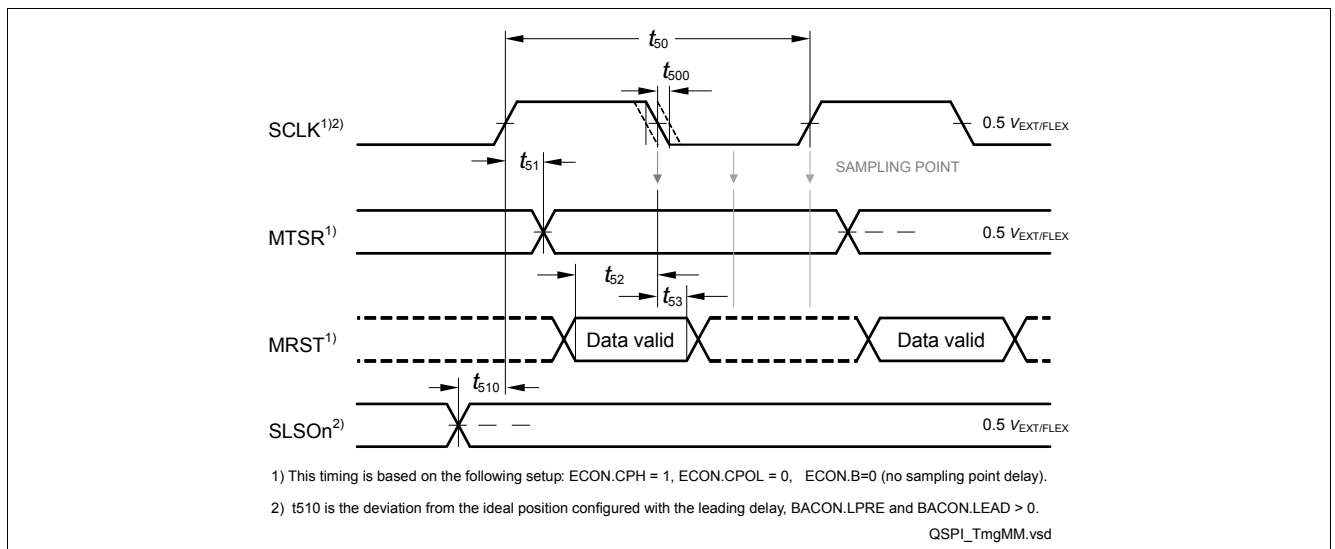 t50
t500
SCLK1)2)
0.5 VEXT/FLEX
t51
SAMPLING POINT
MTSR1)
0.5 VEXT/FLEX
t52
t53
MRST1)
Data valid
Data valid
t510
SLSOn2)
0.5 VEXT/FLEX
1) This timing is based on the following setup: ECON.CPH = 1, ECON.CPOL = 0, ECON.B=0 (no sampling point delay).
2) t510 is the deviation from the ideal position configured with the leading delay, BACON.LPRE and BACON.LEAD > 0.
QSPI_TmgMM.vsd